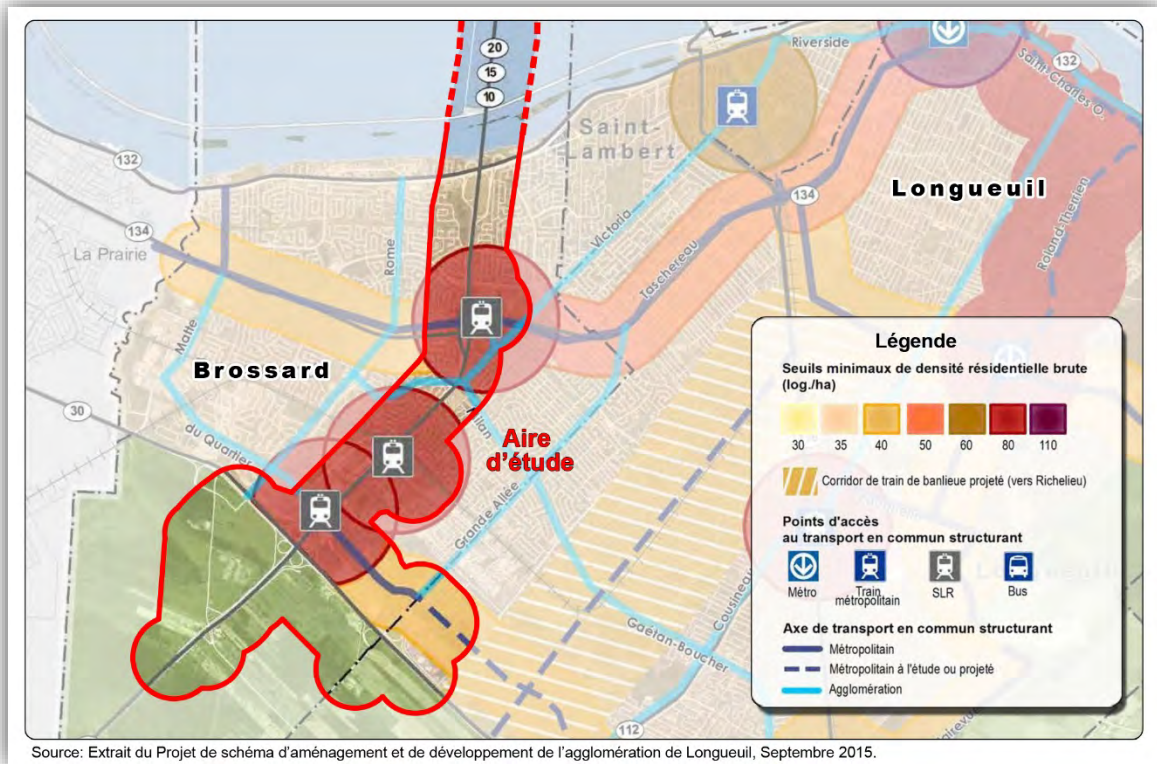 20
15
10
Riverside
132
Saint-Charles O.
Saint-
Lambert
132
134
Longueuil
Victoria
Roland-Therrien
134
La Prairie
Rome
Taschereau
Matte
Brossard
30
du Quartier
Milan
Aire
d'étude
Grande Allée
Cousineau
Gaétan-Boucher
112
Légende
Seuils minimaux de densité résidentielle brute
(log./ha)
30 35 40 50 60 80 110
Corridor de train de banlieue projeté (vers Richelieu)
Points d'accès
au transport en commun structurant
Métro Train métropolitain SLR Bus
Axe de transport en commun structurant
Métropolitain
Métropolitain à l'étude ou projeté
Agglomération
Source: Extrait du Projet de schéma d'aménagement et de développement de l'agglomération de Longueuil, Septembre 2015.